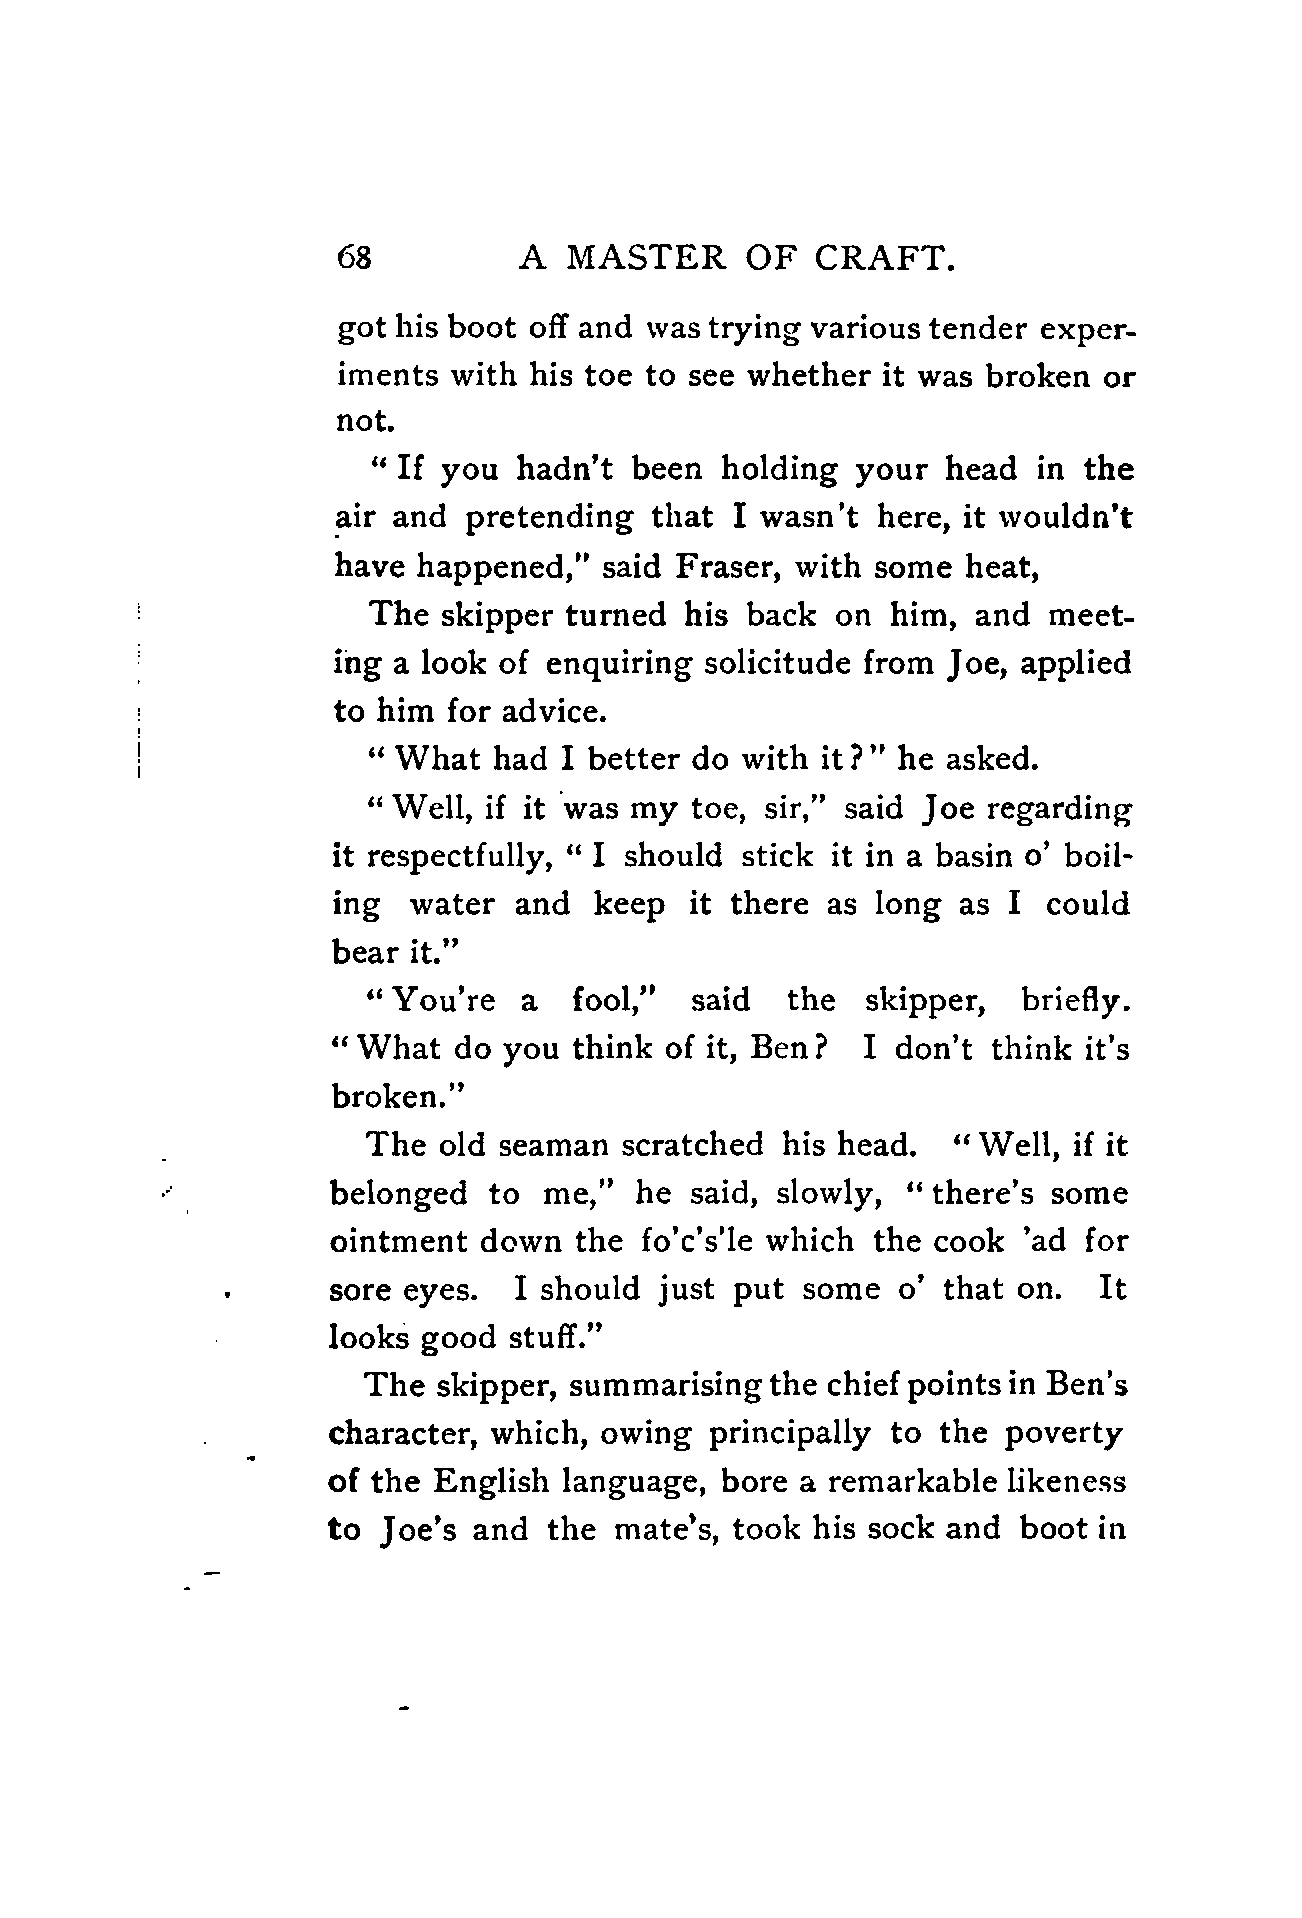 68 A MASTER OF CRAFT.
got his boot off and was trying various tender exper-
iments with his toe to see whether it was broken or
not.
“ If you hadn't been holding your head in the
air and pretending that I wasn't here, it wouldn't
have happened,” said Fraser, with some heat,
The skipper turned his back on him, and meet-
ing a look of enquiring solicitude from Joe, applied
to him for advice.
“ What had I better do with it ? ” he asked.
“ Well, if it was my toe, sir,” said Joe regarding
it respectfully, “ I should stick it in a basin o' boil-
ing water and keep it there as long as I could
bear it.”
“ You're a fool,” said the skipper, briefly.
“ What do you think of it, Ben ? I don't think it's
broken.”
The old seaman scratched his head. “ Well, if it
belonged to me,” he said, slowly, “ there's some
ointment down the fo'c's'le which the cook 'ad for
sore eyes. I should just put some o' that on. It
looks good stuff.”
The skipper, summarising the chief points in Ben's
character, which, owing principally to the poverty
of the English language, bore a remarkable likeness
to Joe's and the mate's, took his sock and boot in